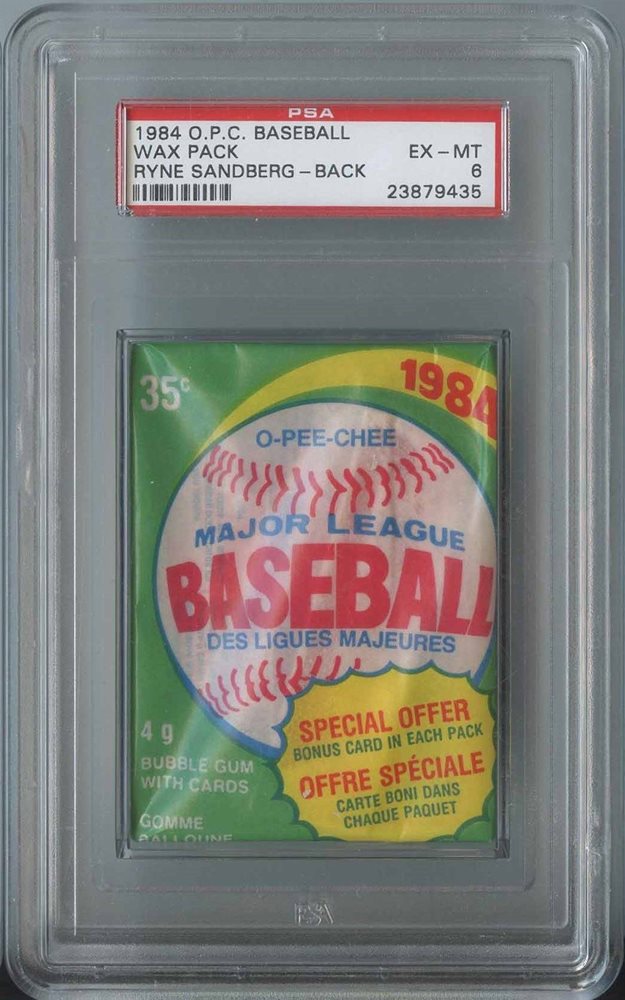 PSA
1984 O.P.C. BASEBALL
WAX PACK EX-MT
RYNE SANDBERG-BACK 6
23879435
35¢
1984
O-PEE-CHEE
MAJOR LEAGUE
BASEBALL
DES LIGUES MAJEURES
SPECIAL OFFER
BONUS CARD IN EACH PACK
OFFRE SPÉCIALE
CARTE BONI DANS
CHAQUE PAQUET
4 g
BUBBLE GUM
WITH CARDS
GOMME
BALLOUNE
PSA